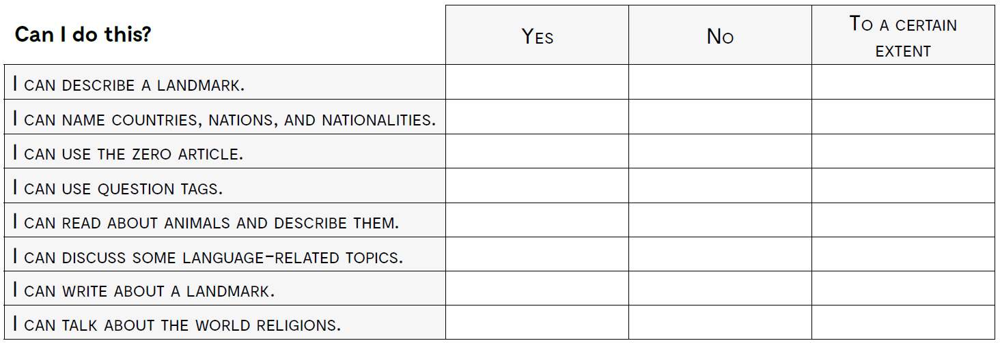 Can I do this?
Yes
No
To a certain
extent
I can describe a landmark.
I can name countries, nations, and nationalities.
I can use the zero article.
I can use question tags.
I can read about animals and describe them.
I can discuss some language-related topics.
I can write about a landmark.
I can talk about the world religions.